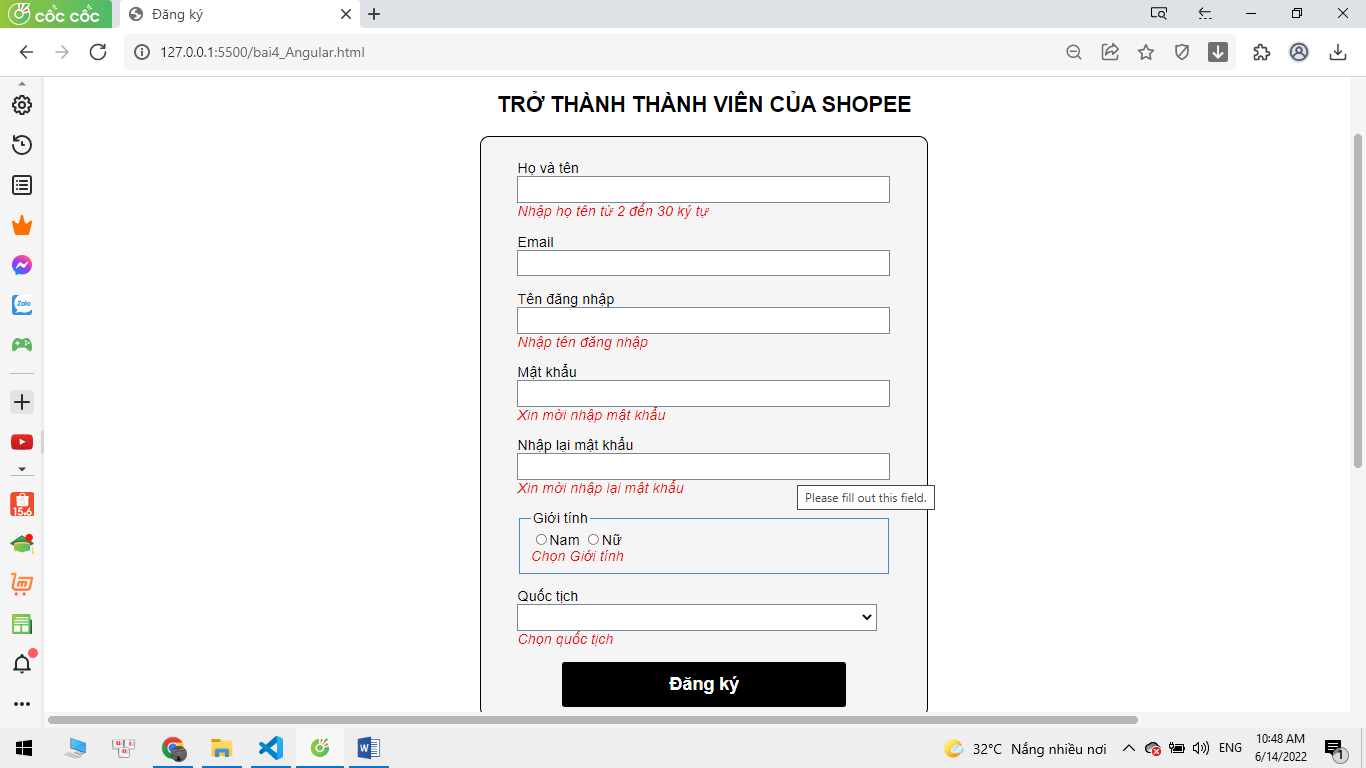 cốc cốc
Đăng ký
127.0.0.1:5500/bai4_Angular.html
TRỞ THÀNH THÀNH VIÊN CỦA SHOPEE
Họ và tên
Nhập họ tên từ 2 đến 30 ký tự
Email
Tên đăng nhập
Nhập tên đăng nhập
Mật khẩu
Xin mời nhập mật khẩu
Nhập lại mật khẩu
Xin mời nhập lại mật khẩu
Please fill out this field.
Giới tính
Nam Nữ
Chọn Giới tính
Quốc tịch
Chọn quốc tịch
Đăng ký
Zalo
15.6
32°C Nắng nhiều nơi
ENG
10:48 AM
6/14/2022
1